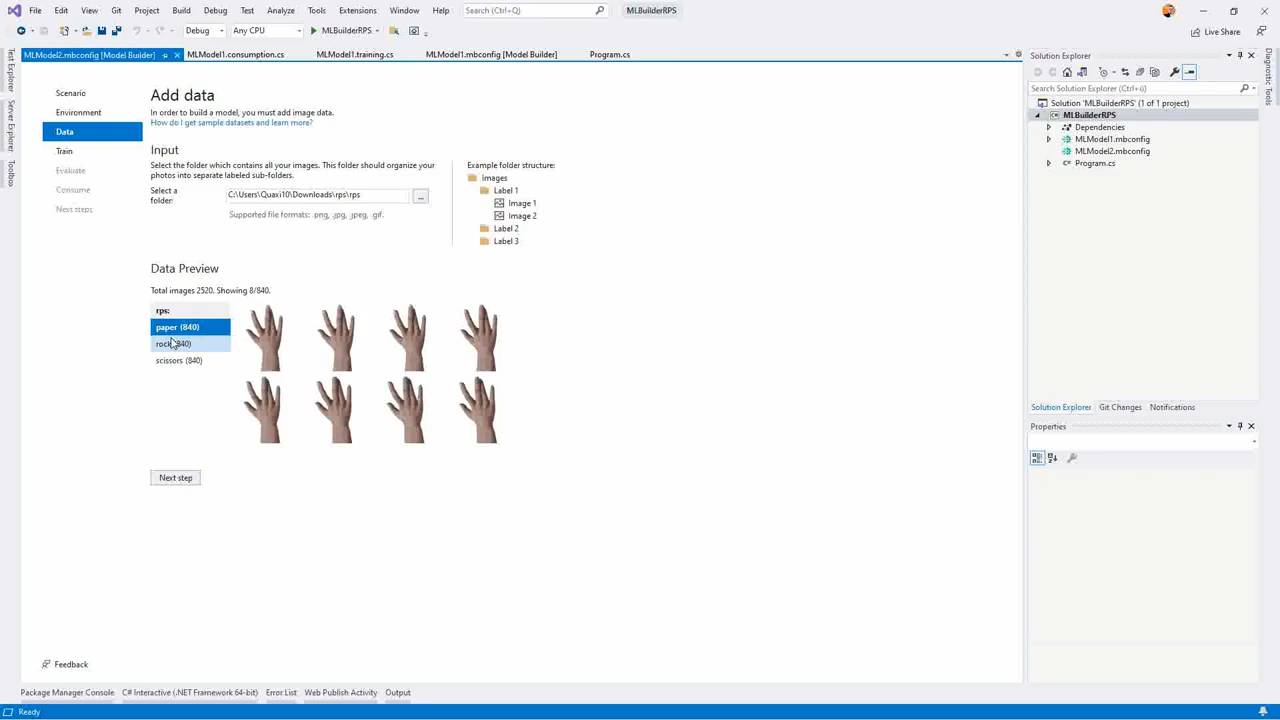 File Edit View Git Project Build Debug Test Analyze Tools Extensions Window Help Search (Ctrl+Q) MLBuilderRPS
Debug Any CPU MLBuilderRPS Live Share
MLModel2.mbconfig [Model Builder] MLModel1.consumption.cs MLModel1.training.cs MLModel1.mbconfig [Model Builder] Program.cs
Test Explorer
Server Explorer
Toolbox
Scenario
Environment
Data
Train
Evaluate
Consume
Next steps
Add data
In order to build a model, you must add image data.
How do I get sample datasets and learn more?
Input
Select the folder which contains all your images. This folder should organize your
photos into separate labeled sub-folders.
Select a
folder:
C:\Users\Quaxi10\Downloads\rps\rps
...
Supported file formats: .png, .jpg, .jpeg, .gif.
Example folder structure:
Images
Label 1
Image 1
Image 2
Label 2
Label 3
Data Preview
Total images 2520. Showing 8/840.
rps:
paper (840)
scissors (840)
Next step
Feedback
Solution Explorer
Search Solution Explorer (Ctrl+ü)
Solution 'MLBuilderRPS' (1 of 1 project)
MLBuilderRPS
Dependencies
MLModel1.mbconfig
MLModel2.mbconfig
Program.cs
Solution Explorer Git Changes Notifications
Properties
Diagnostic Tools
Package Manager Console C# Interactive (.NET Framework 64-bit) Error List Web Publish Activity Output
Ready